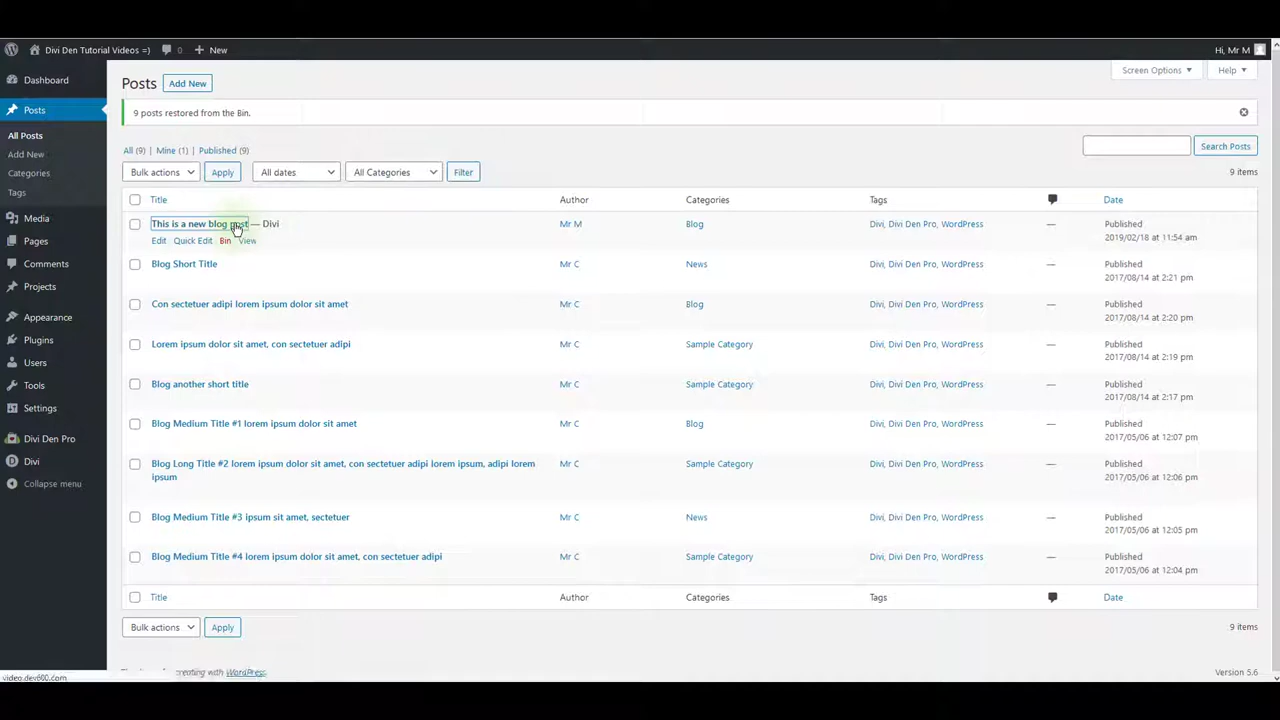 Divi Den Tutorial Videos =) 0 New Hi, Mr M
Dashboard
Posts
All Posts
Add New
Categories
Tags
Media
Pages
Comments
Projects
Appearance
Plugins
Users
Tools
Settings
Divi Den Pro
Divi
Collapse menu
Screen Options Help
Posts Add New
9 posts restored from the Bin.
All (9) | Mine (1) | Published (9)
Search Posts
Bulk actions Apply All dates All Categories Filter 9 items
Title Author Categories Tags Date
This is a new blog post — Divi Mr M Blog Divi, Divi Den Pro, WordPress — Published
Edit Quick Edit Bin View 2019/02/18 at 11:54 am
Blog Short Title Mr C News Divi, Divi Den Pro, WordPress — Published
2017/08/14 at 2:21 pm
Con sectetuer adipi lorem ipsum dolor sit amet Mr C Blog Divi, Divi Den Pro, WordPress — Published
2017/08/14 at 2:20 pm
Lorem ipsum dolor sit amet, con sectetuer adipi Mr C Sample Category Divi, Divi Den Pro, WordPress — Published
2017/08/14 at 2:19 pm
Blog another short title Mr C Sample Category Divi, Divi Den Pro, WordPress — Published
2017/08/14 at 2:17 pm
Blog Medium Title #1 lorem ipsum dolor sit amet Mr C Blog Divi, Divi Den Pro, WordPress — Published
2017/05/06 at 12:07 pm
Blog Long Title #2 lorem ipsum dolor sit amet, con sectetuer adipi lorem ipsum, adipi lorem Mr C Sample Category Divi, Divi Den Pro, WordPress — Published
ipsum 2017/05/06 at 12:06 pm
Blog Medium Title #3 ipsum sit amet, sectetuer Mr C News Divi, Divi Den Pro, WordPress — Published
2017/05/06 at 12:05 pm
Blog Medium Title #4 lorem ipsum dolor sit amet, con sectetuer adipi Mr C Sample Category Divi, Divi Den Pro, WordPress — Published
2017/05/06 at 12:04 pm
Title Author Categories Tags Date
Bulk actions Apply 9 items
creating with WordPress. Version 5.6
video.dev600.com